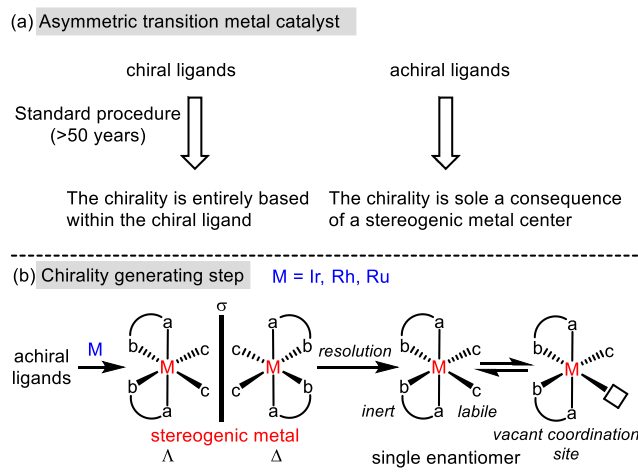 (a) Asymmetric transition metal catalyst
chiral ligands
achiral ligands
Standard procedure
(>50 years)
The chirality is entirely based
within the chiral ligand
The chirality is sole a consequence
of a stereogenic metal center
(b) Chirality generating step
M = Ir, Rh, Ru
achiral
ligands
M
a
b
c
M
b
c
a
σ
a
c
b
M
c
b
a
stereogenic metal
Λ
Δ
resolution
a
b
c
M
b
c
a
inert
labile
single enantiomer
a
b
c
M
b
a
vacant coordination
site